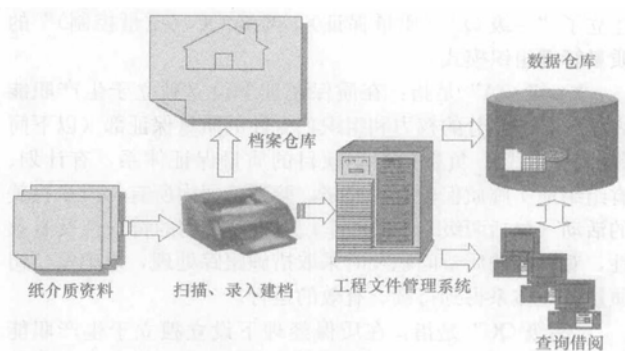 数据仓库
档案仓库
纸介质资料
扫描、录入建档
工程文件管理系统
查询借阅